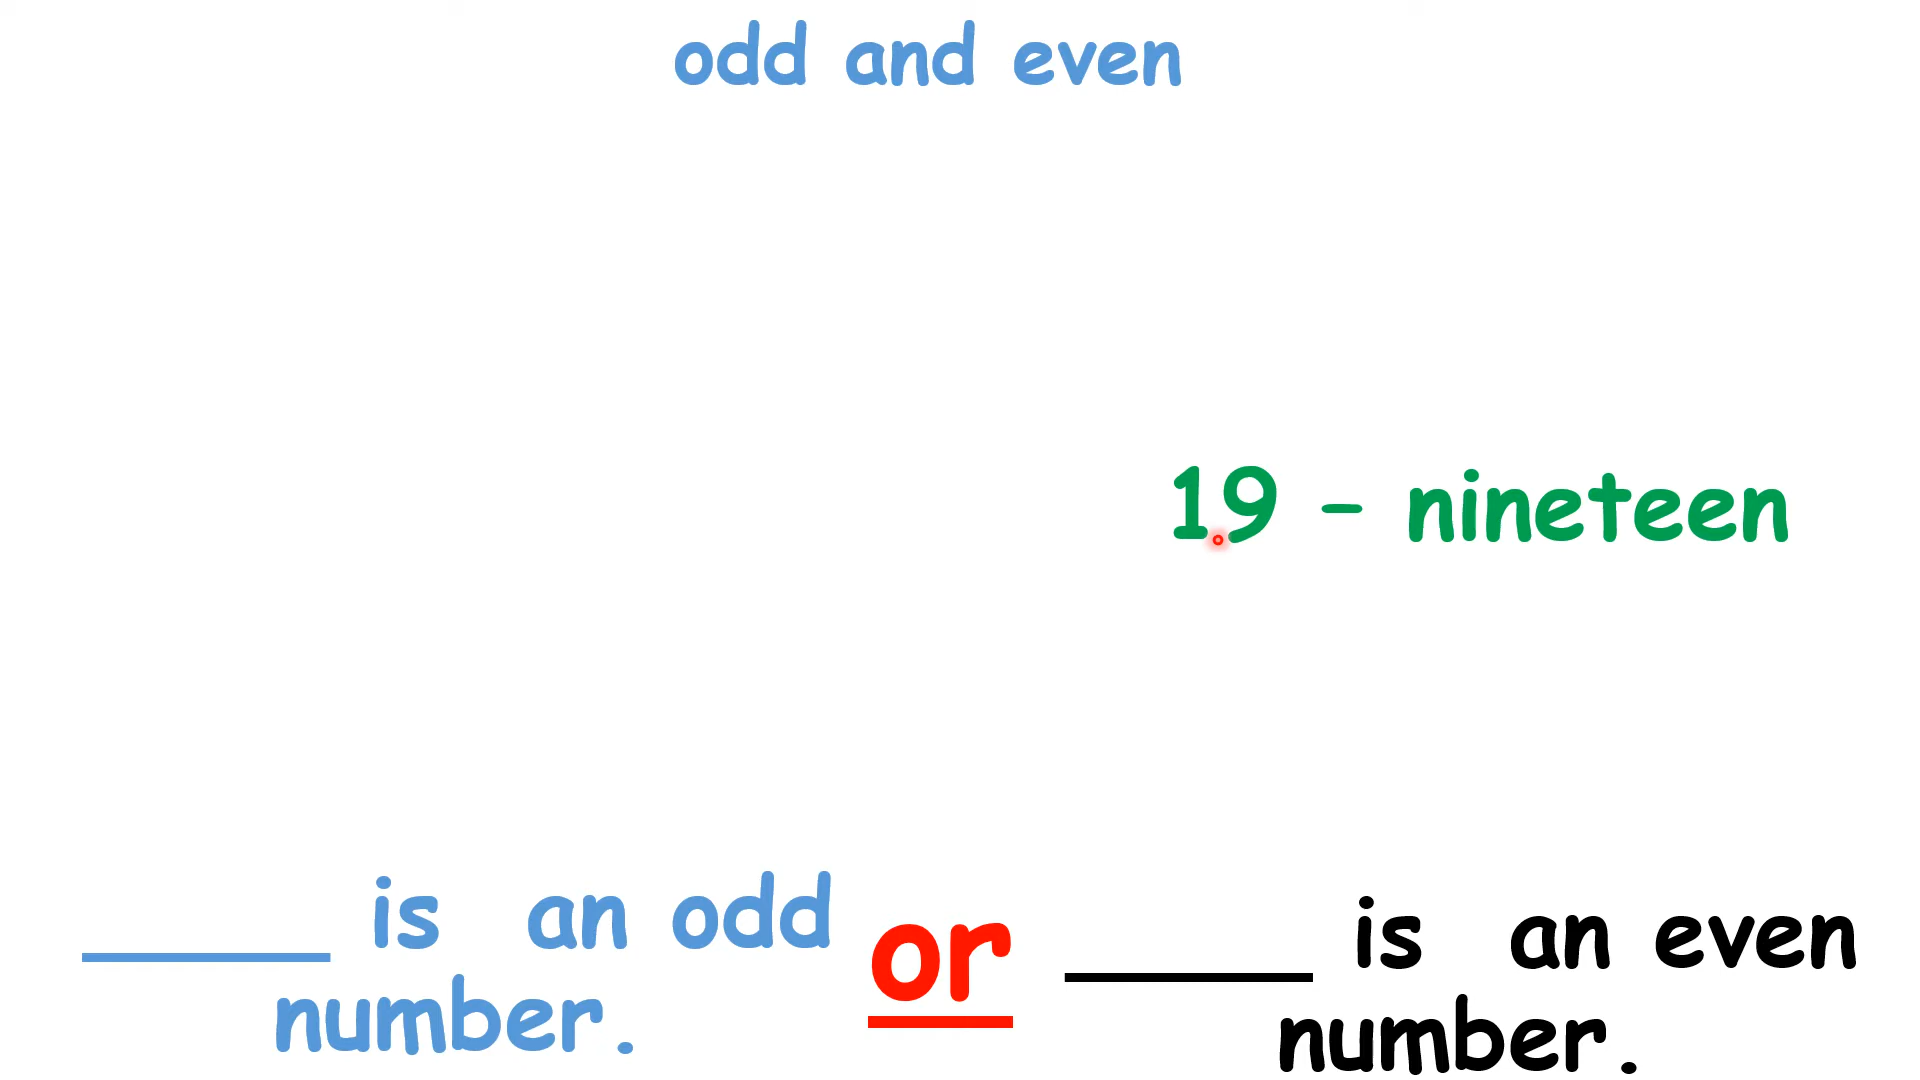 odd and even
19 - nineteen
_____ is an odd
number.
or
_____ is an even
number.